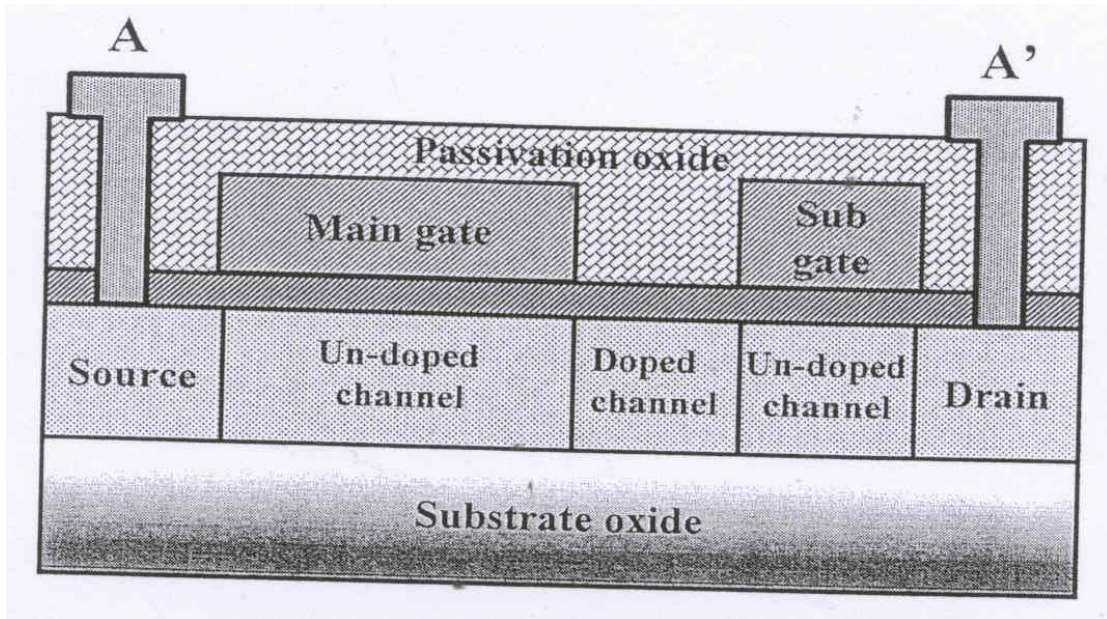 A
A’
Passivation oxide
Main gate
Sub
gate
Source
Un-doped
channel
Doped
channel
Un-doped
channel
Drain
Substrate oxide